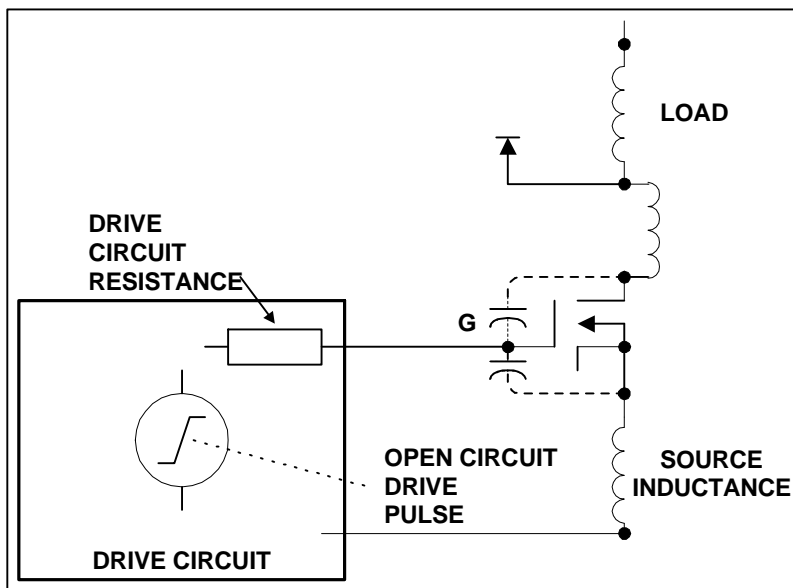 LOAD
DRIVE
CIRCUIT
RESISTANCE
G
OPEN CIRCUIT
DRIVE
PULSE
SOURCE
INDUCTANCE
DRIVE CIRCUIT